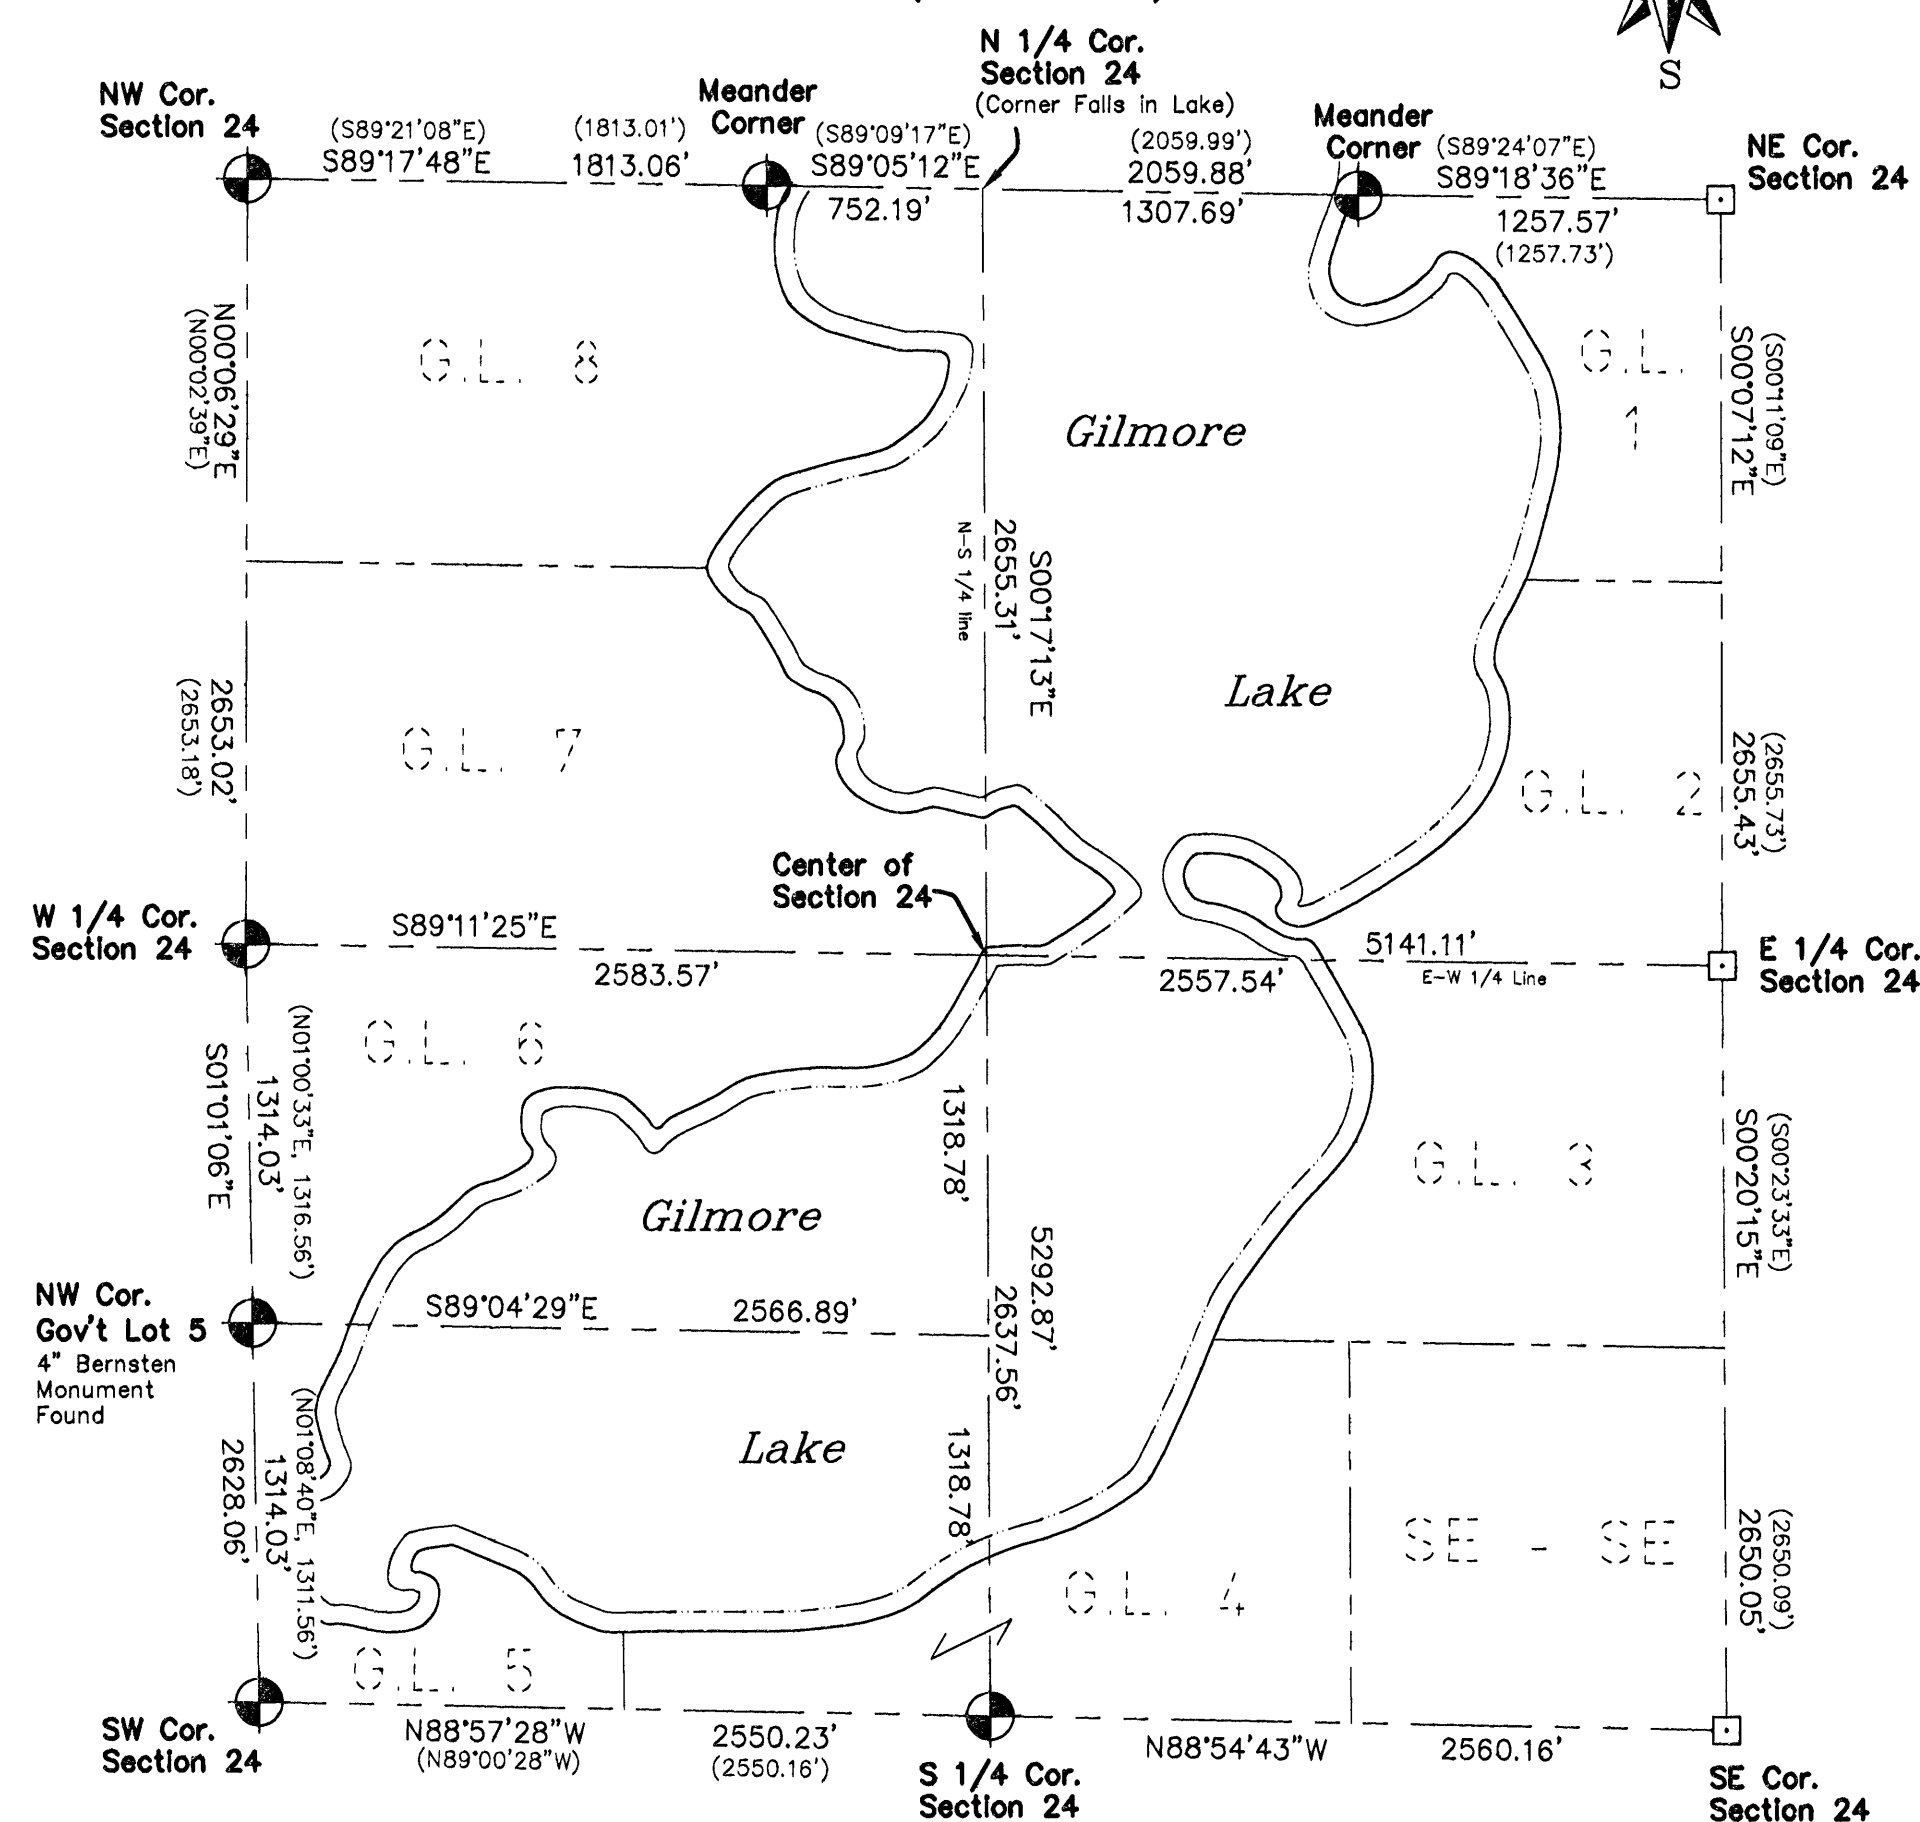 S
N 1/4 Cor.
Section 24
(Corner Falls in Lake)
NW Cor.
Section 24
(S89°21'08"E)
S89°17'48"E
(1813.01')
1813.06'
Meander
Corner
(S89°09'17"E)
S89°05'12"E
752.19'
(2059.99')
2059.88'
1307.69'
Meander
Corner
(S89°24'07"E)
S89°18'36"E
1257.57'
(1257.73')
NE Cor.
Section 24
N00°06'29"E
(N00°02'39"E)
G.L. 8
Gilmore
G.L.
1
(S00°11'09"E)
S00°07'12"E
N-S 1/4 line
2655.31'
S00°17'13"E
2653.02'
(2653.18')
G.L. 7
Lake
G.L. 2
(2655.73')
2655.43'
Center of
Section 24
W 1/4 Cor.
Section 24
S89°11'25"E
2583.57'
2557.54'
5141.11'
E-W 1/4 Line
E 1/4 Cor.
Section 24
S01°01'06"E
1314.03'
(N01°00'33"E, 1316.56')
G.L. 6
1318.78'
G.L. 3
(S00°23'33"E)
S00°20'15"E
Gilmore
5292.87'
2637.56'
NW Cor.
Gov't Lot 5
4" Bernsten
Monument
Found
S89°04'29"E
2566.89'
Lake
2628.06'
1314.03'
(N01°08'40"E, 1311.56')
1318.78'
G.L. 4
SE - SE
(2650.09')
2650.05'
G.L. 5
SW Cor.
Section 24
N88°57'28"W
(N89°00'28"W)
2550.23'
(2550.16')
S 1/4 Cor.
Section 24
N88°54'43"W
2560.16'
SE Cor.
Section 24